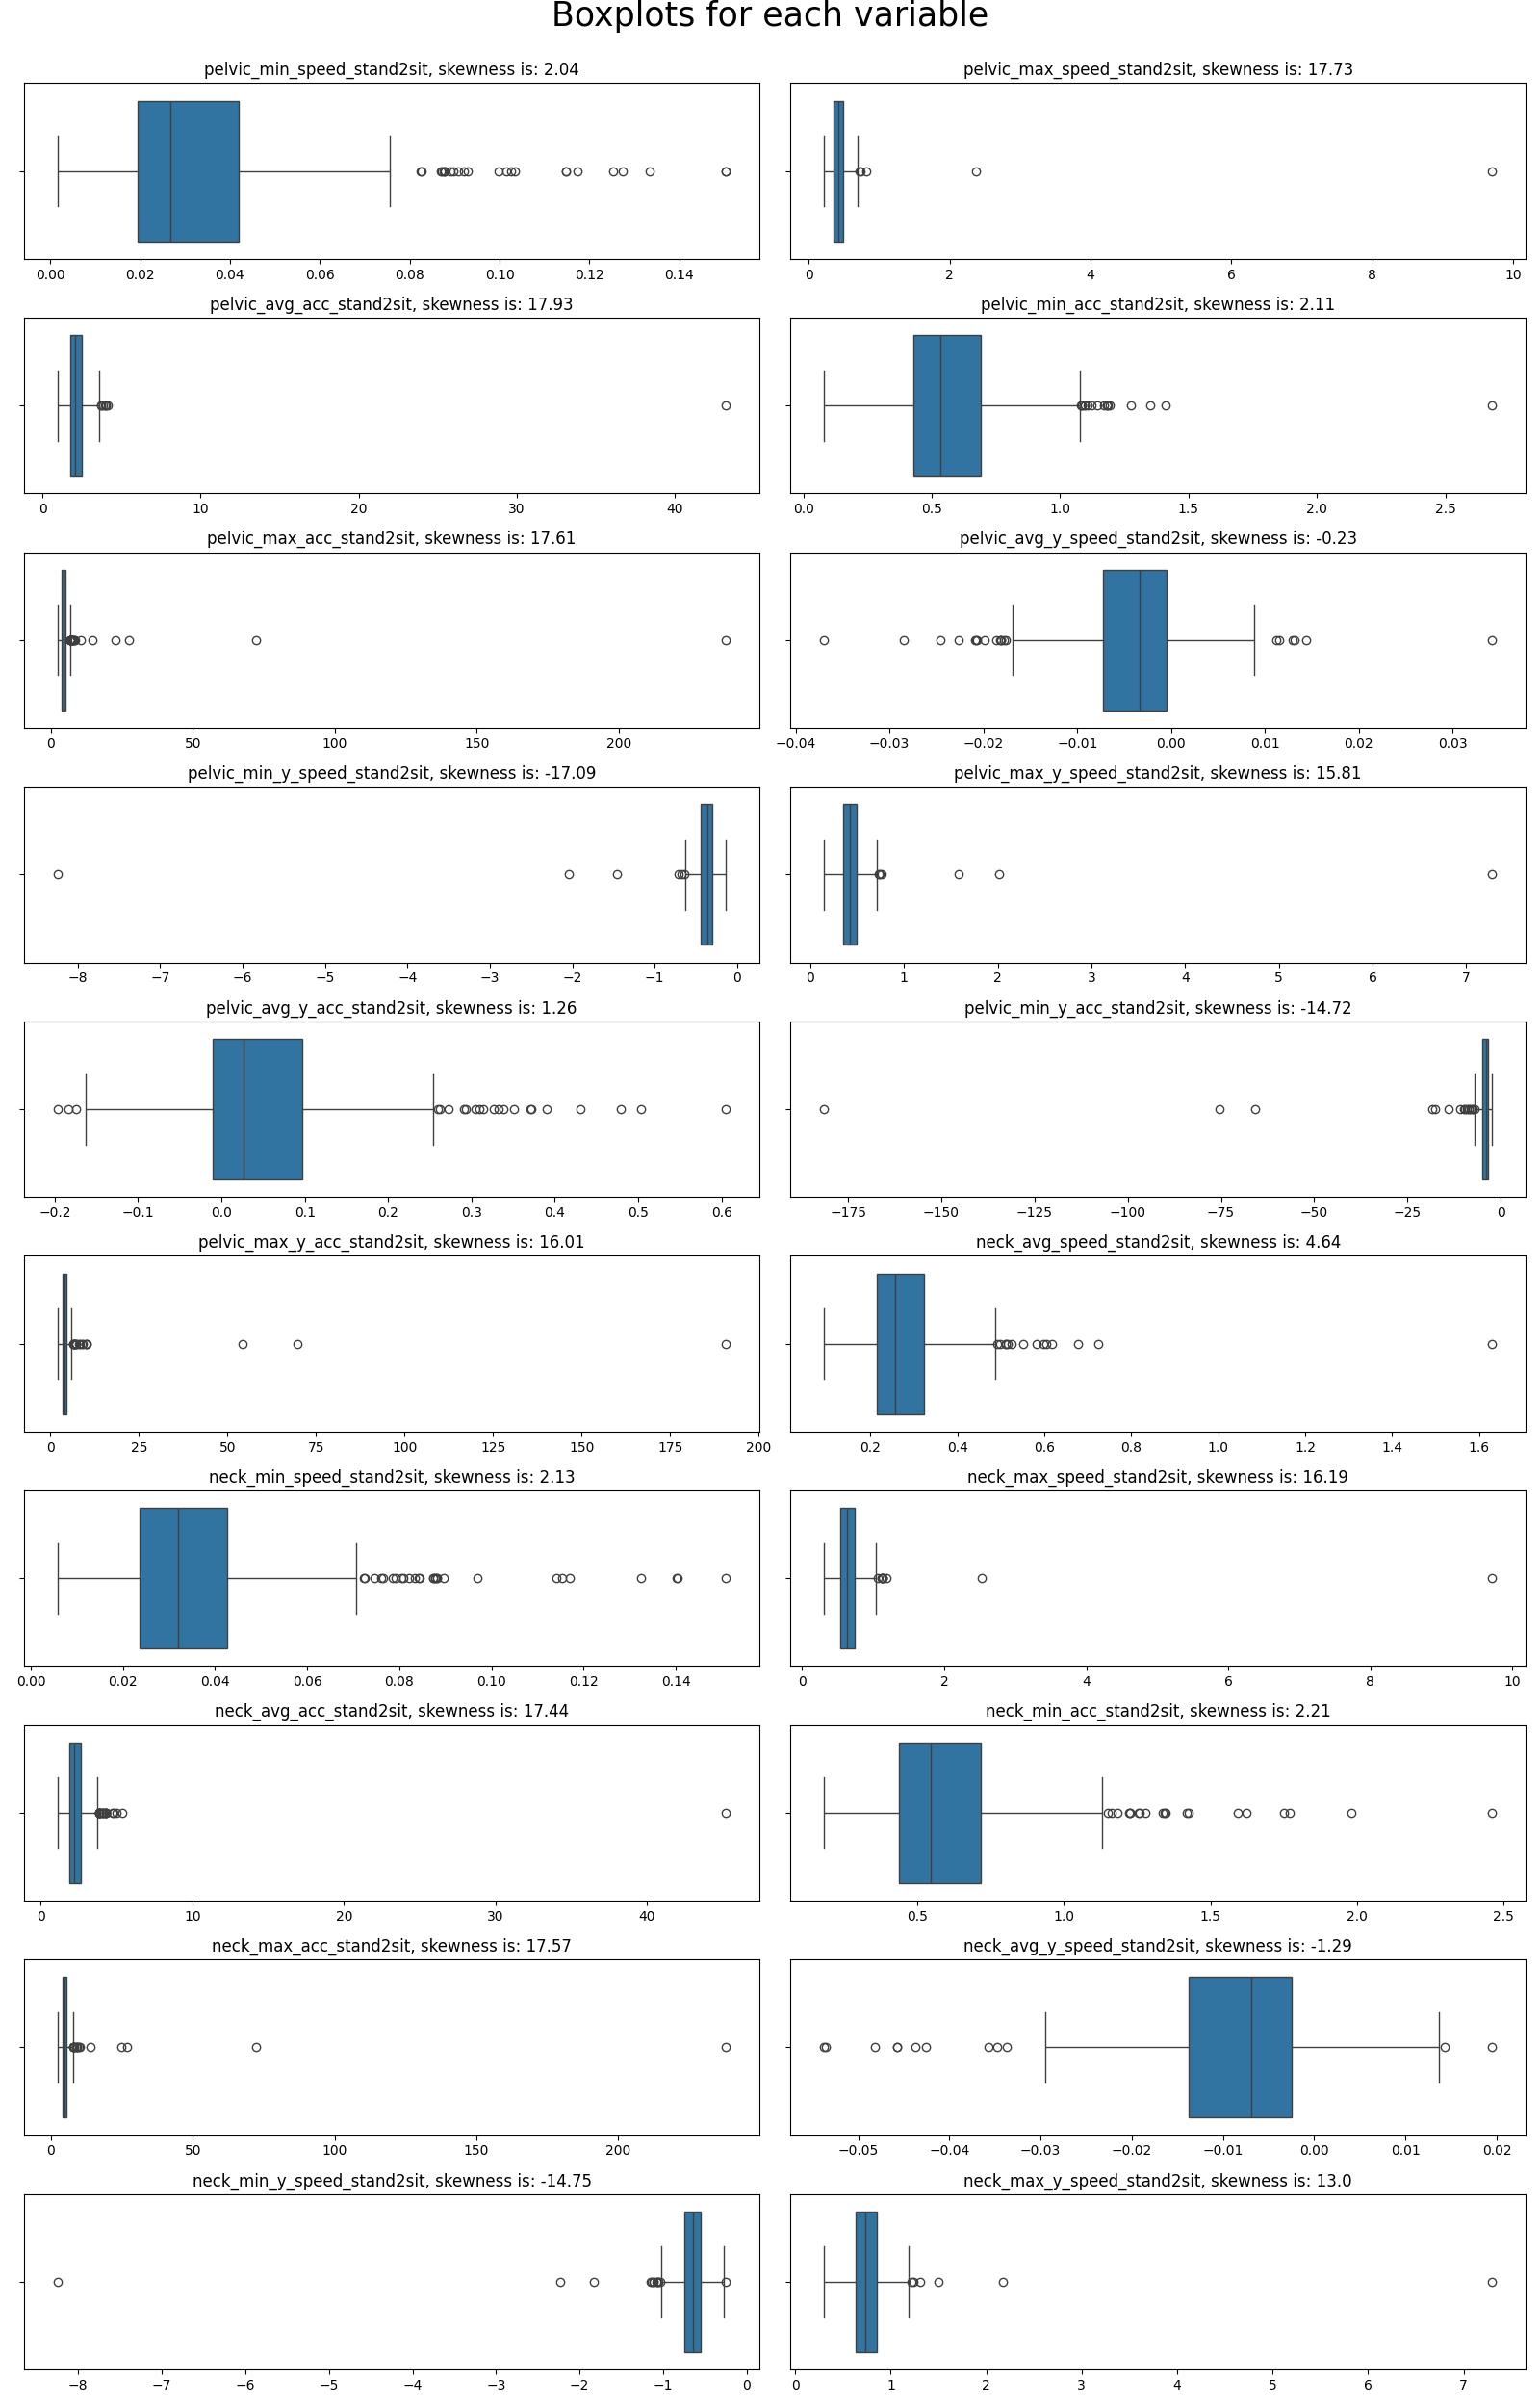 Boxplots for each variable
pelvic_min_speed_stand2sit, skewness is: 2.04
pelvic_max_speed_stand2sit, skewness is: 17.73
0.00 0.02 0.04 0.06 0.08 0.10 0.12 0.14
0 2 4 6 8 10
pelvic_avg_acc_stand2sit, skewness is: 17.93
pelvic_min_acc_stand2sit, skewness is: 2.11
0 10 20 30 40
0.0 0.5 1.0 1.5 2.0 2.5
pelvic_max_acc_stand2sit, skewness is: 17.61
pelvic_avg_y_speed_stand2sit, skewness is: -0.23
0 50 100 150 200
−0.04 −0.03 −0.02 −0.01 0.00 0.01 0.02 0.03
pelvic_min_y_speed_stand2sit, skewness is: -17.09
pelvic_max_y_speed_stand2sit, skewness is: 15.81
−8 −7 −6 −5 −4 −3 −2 −1 0
0 1 2 3 4 5 6 7
pelvic_avg_y_acc_stand2sit, skewness is: 1.26
pelvic_min_y_acc_stand2sit, skewness is: -14.72
−0.2 −0.1 0.0 0.1 0.2 0.3 0.4 0.5 0.6
−175 −150 −125 −100 −75 −50 −25 0
pelvic_max_y_acc_stand2sit, skewness is: 16.01
neck_avg_speed_stand2sit, skewness is: 4.64
0 25 50 75 100 125 150 175 200
0.2 0.4 0.6 0.8 1.0 1.2 1.4 1.6
neck_min_speed_stand2sit, skewness is: 2.13
neck_max_speed_stand2sit, skewness is: 16.19
0.00 0.02 0.04 0.06 0.08 0.10 0.12 0.14
0 2 4 6 8 10
neck_avg_acc_stand2sit, skewness is: 17.44
neck_min_acc_stand2sit, skewness is: 2.21
0 10 20 30 40
0.5 1.0 1.5 2.0 2.5
neck_max_acc_stand2sit, skewness is: 17.57
neck_avg_y_speed_stand2sit, skewness is: -1.29
0 50 100 150 200
−0.05 −0.04 −0.03 −0.02 −0.01 0.00 0.01 0.02
neck_min_y_speed_stand2sit, skewness is: -14.75
neck_max_y_speed_stand2sit, skewness is: 13.0
−8 −7 −6 −5 −4 −3 −2 −1 0
0 1 2 3 4 5 6 7